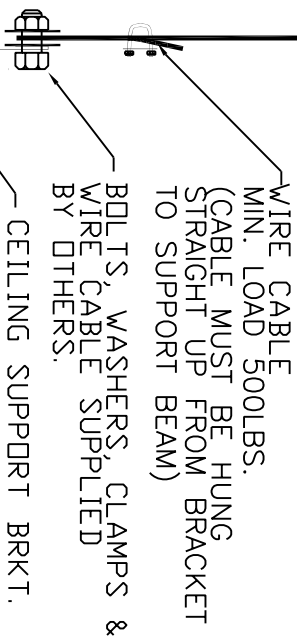 WIRE CABLE
MIN. LOAD 500LBS.
(CABLE MUST BE HUNG
STRAIGHT UP FROM BRACKET
TO SUPPORT BEAM)
BOLTS, WASHERS, CLAMPS &
WIRE CABLE SUPPLIED
BY OTHERS.
CEILING SUPPORT BRKT.